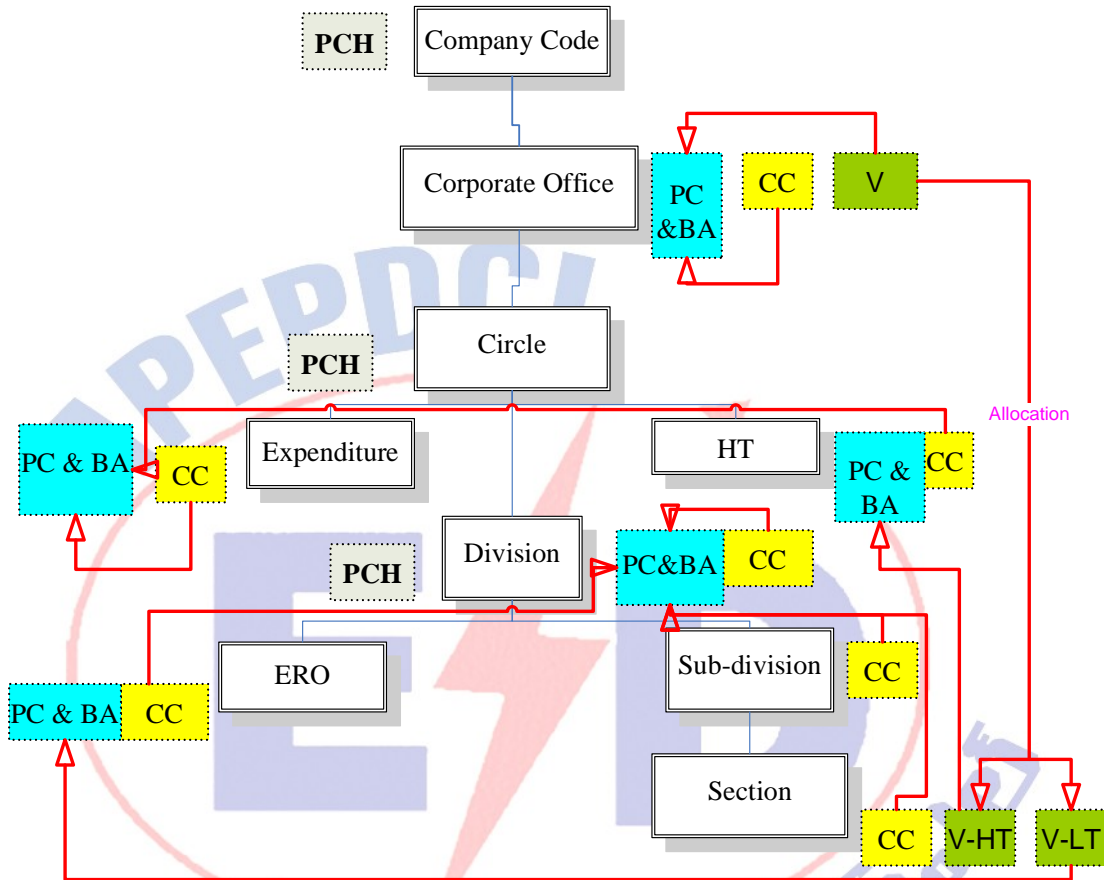 PCH
Company Code
Corporate Office
PC
&BA
CC
V
APEPDCL
PCH
Circle
Allocation
Expenditure
HT
PC & BA
CC
PC &
BA
CC
PCH
Division
PC&BA
CC
ERO
Sub-division
CC
PC & BA
CC
Section
CC
V-HT
V-LT
E
D